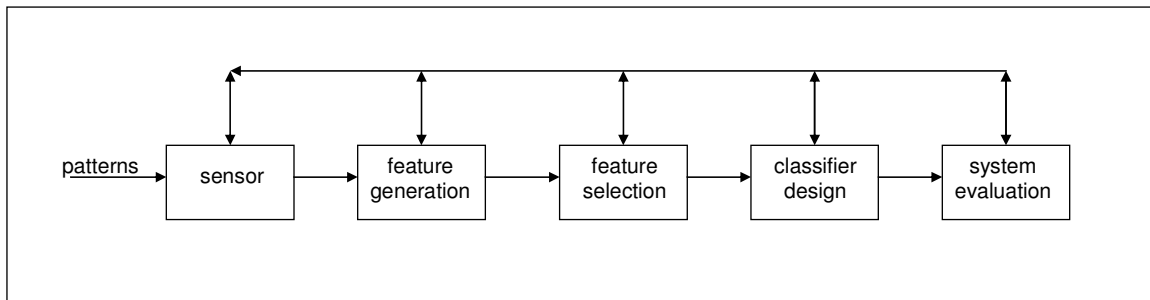 patterns
sensor
feature
generation
feature
selection
classifier
design
system
evaluation